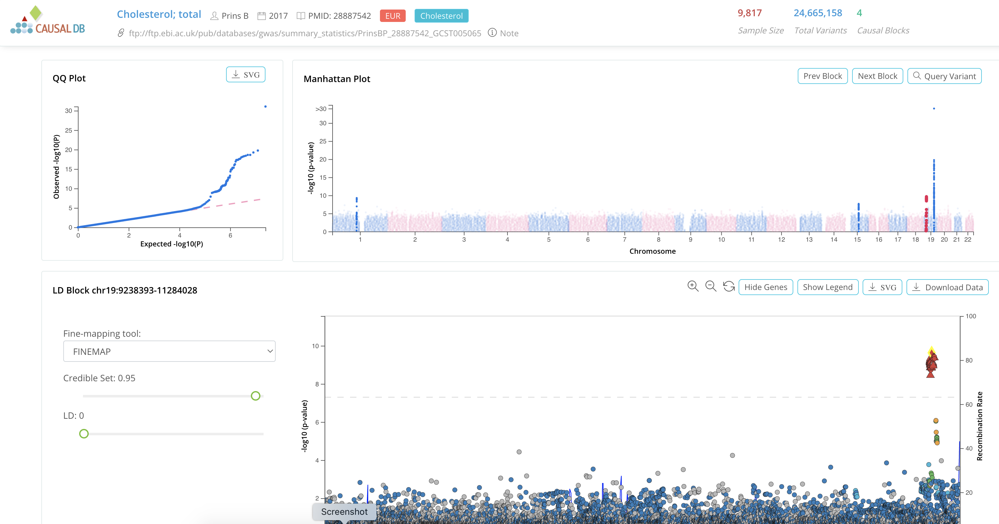 CAUSAL DB
Cholesterol; total Prins B 2017 PMID: 28887542 EUR Cholesterol
ftp://ftp.ebi.ac.uk/pub/databases/gwas/summary_statistics/PrinsBP_28887542_GCST005065 Note
9,817 24,665,158 4
Sample Size Total Variants Causal Blocks
QQ Plot
SVG
30
25
20
15
10
5
0
0 2 4 6
Observed -log10(P)
Expected -log10(P)
Manhattan Plot
Prev Block Next Block Query Variant
>30
30
25
20
15
10
5
0
-log10 (p-value)
1 2 3 4 5 6 7 8 9 10 11 12 13 14 15 16 17 18 19 20 21 22
Chromosome
LD Block chr19:9238393-11284028
Hide Genes Show Legend SVG Download Data
Fine-mapping tool:
FINEMAP
Credible Set: 0.95
LD: 0
10
8
6
4
2
-log10 (p-value)
100
80
60
40
20
Recombination Rate
Screenshot